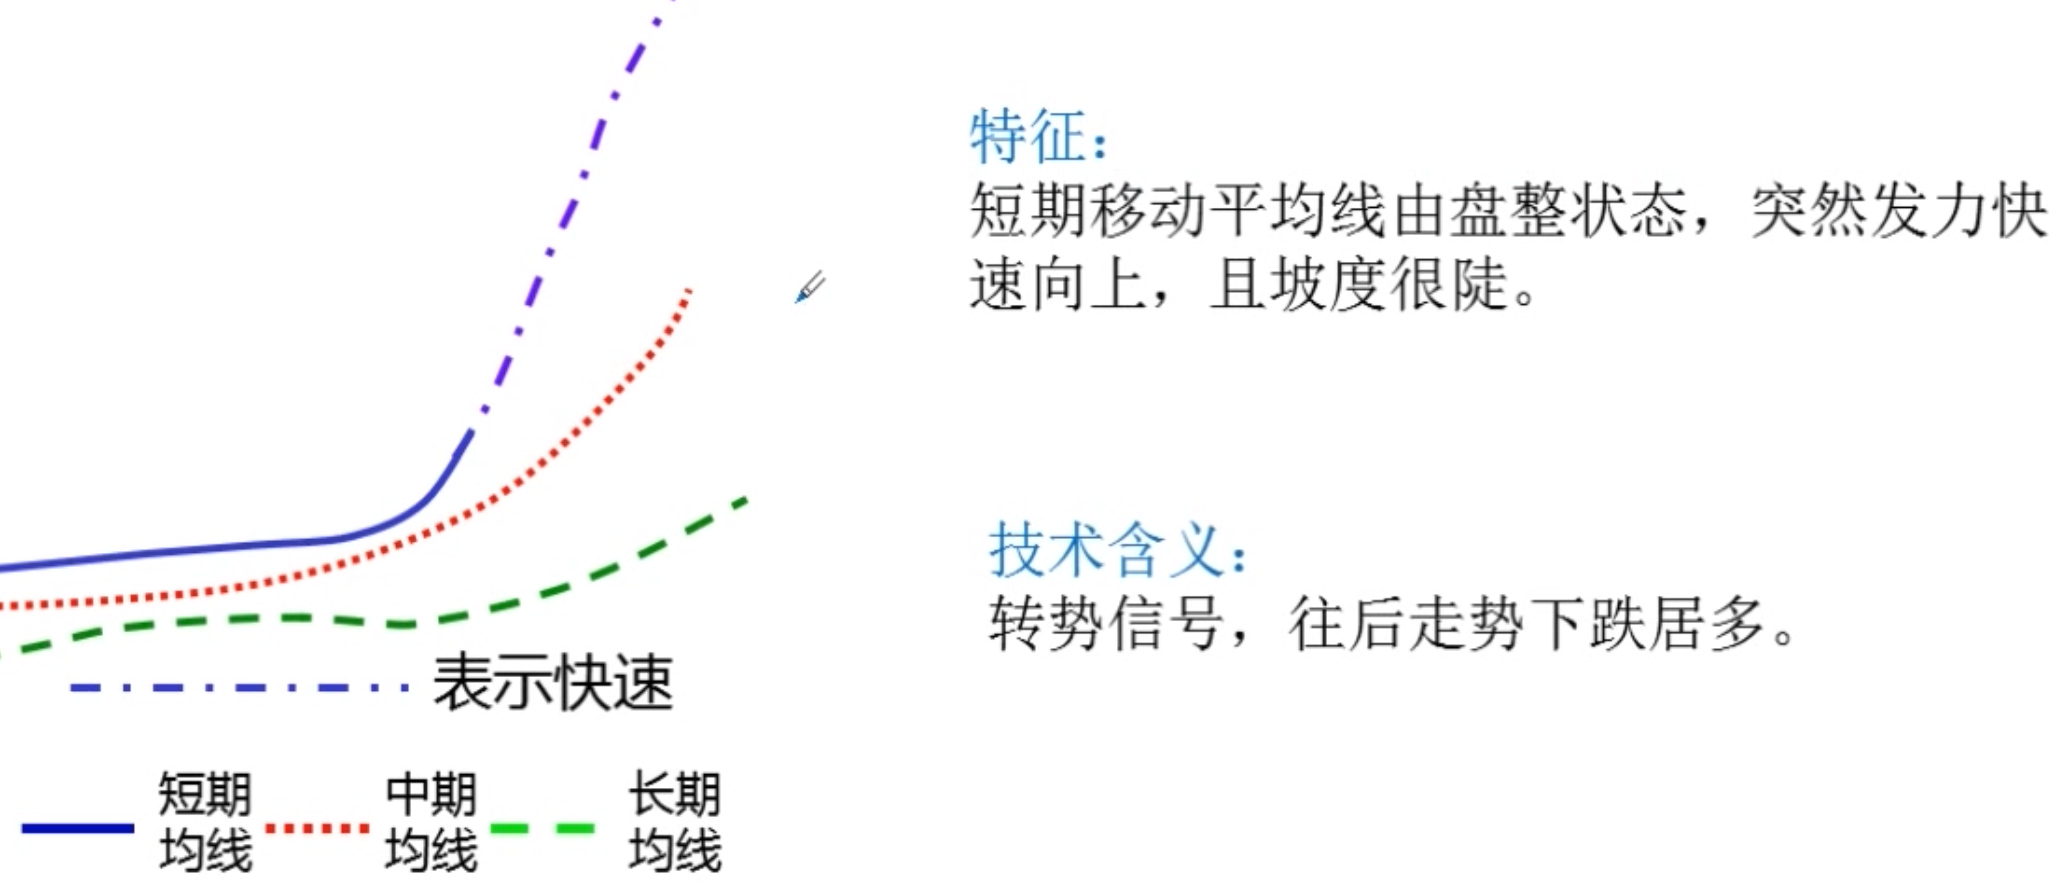 特征：
短期移动平均线由盘整状态，突然发力快
速向上，且坡度很陡。
技术含义：
转势信号，往后走势下跌居多。
表示快速
短期
均线
中期
均线
长期
均线